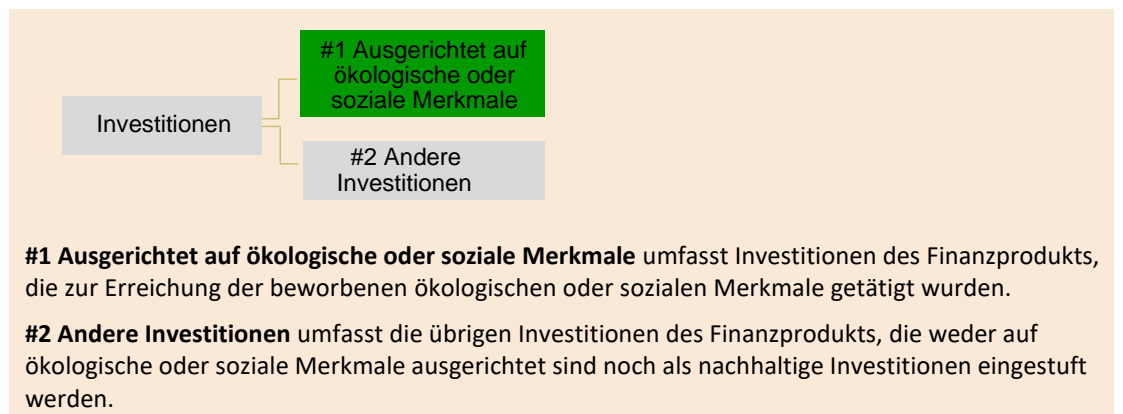 #1 Ausgerichtet auf
ökologische oder
soziale Merkmale
Investitionen
#2 Andere
Investitionen
#1 Ausgerichtet auf ökologische oder soziale Merkmale umfasst Investitionen des Finanzprodukts,
die zur Erreichung der beworbenen ökologischen oder sozialen Merkmale getätigt wurden.
#2 Andere Investitionen umfasst die übrigen Investitionen des Finanzprodukts, die weder auf
ökologische oder soziale Merkmale ausgerichtet sind noch als nachhaltige Investitionen eingestuft
werden.